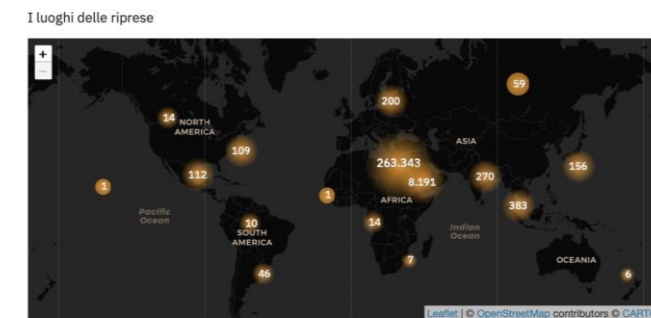 I luoghi delle riprese
+
−
59
200
14
NORTH
AMERICA
109
ASIA
263.343
156
112
270
8.191
1
1
AFRICA
383
Pacific
Ocean
10
SOUTH
AMERICA
14
Indian
Ocean
OCEANIA
7
46
6
Leaflet | © OpenStreetMap contributors © CARTO